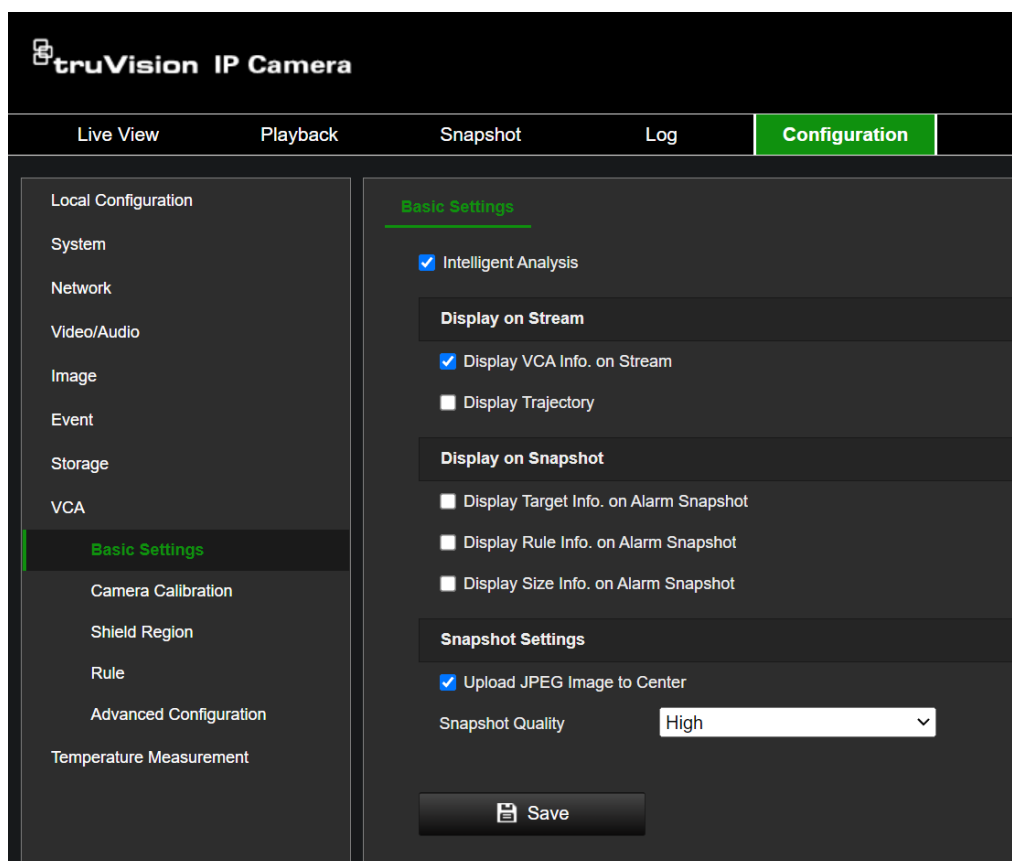 truVision IP Camera
Live View Playback Snapshot Log Configuration
Local Configuration
System
Network
Video/Audio
Image
Event
Storage
VCA
Basic Settings
Camera Calibration
Shield Region
Rule
Advanced Configuration
Temperature Measurement
Basic Settings
Intelligent Analysis
Display on Stream
Display VCA Info. on Stream
Display Trajectory
Display on Snapshot
Display Target Info. on Alarm Snapshot
Display Rule Info. on Alarm Snapshot
Display Size Info. on Alarm Snapshot
Snapshot Settings
Upload JPEG Image to Center
Snapshot Quality High
Save